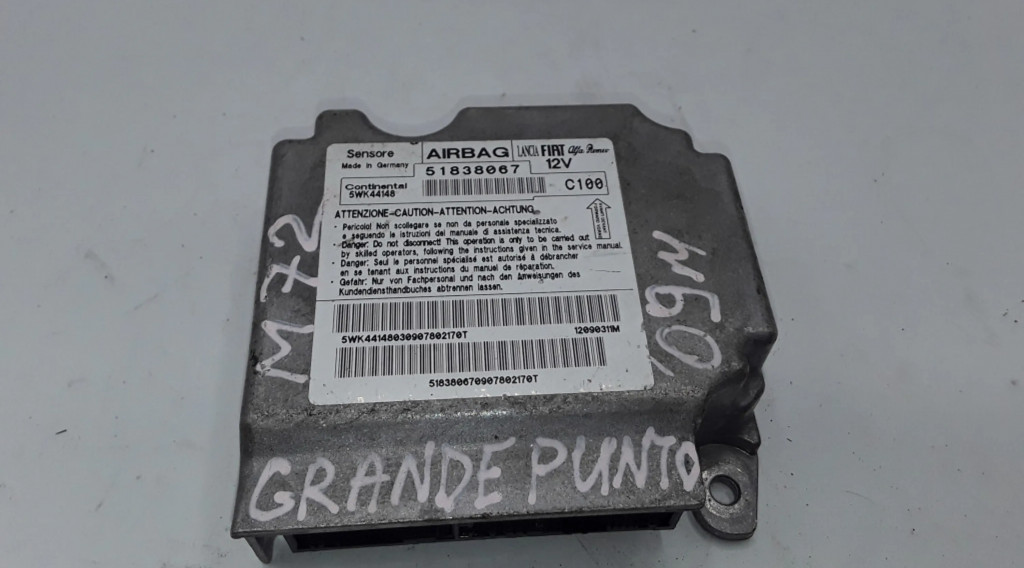 Sensore AIRBAG LANCIA FIAT Alfa Romeo
Made in Germany 51838067 12V
Continental
5WK44148 C100
ATTENZIONE-CAUTION-ATTENTION-ACHTUNG
• Pericolo! Non scollegare se non da personale specializzato
e seguendo le istruzioni del manuale di assistenza tecnica.
• Danger: Do not disconnect! This operation is only to be carried out
by skilled operators, following the instructions given in the service manual.
• Danger: Seul le personnel spécialisé est autorisé à débrancher
en se tenant aux instructions du manuel de réparation.
• Gefahr: Nur von Fachpersonal und nach den Anweisungen des
Kundendiensthandbuches abtrennen lassen.
5WK44148030907802170T 12090311M
518380670907802170T
M72
09M
GRANDE PUNTO